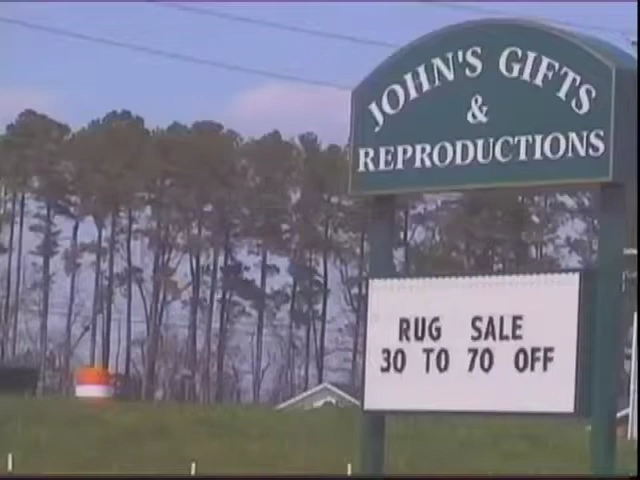 JOHN'S GIFTS
&
REPRODUCTIONS
RUG SALE
30 TO 70 OFF